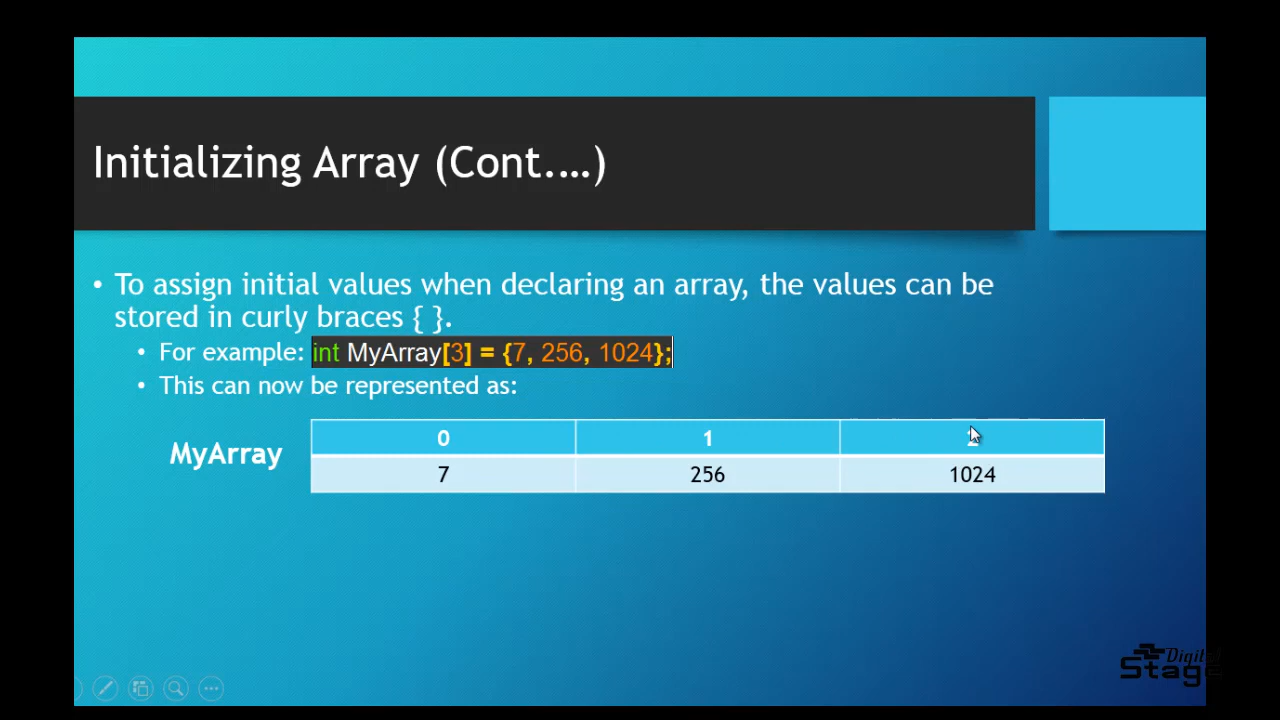 Initializing Array (Cont.…)
• To assign initial values when declaring an array, the values can be
stored in curly braces { }.
• For example: int MyArray[3] = {7, 256, 1024};
• This can now be represented as:
MyArray
0 1
7 256 1024
Digital
Stage